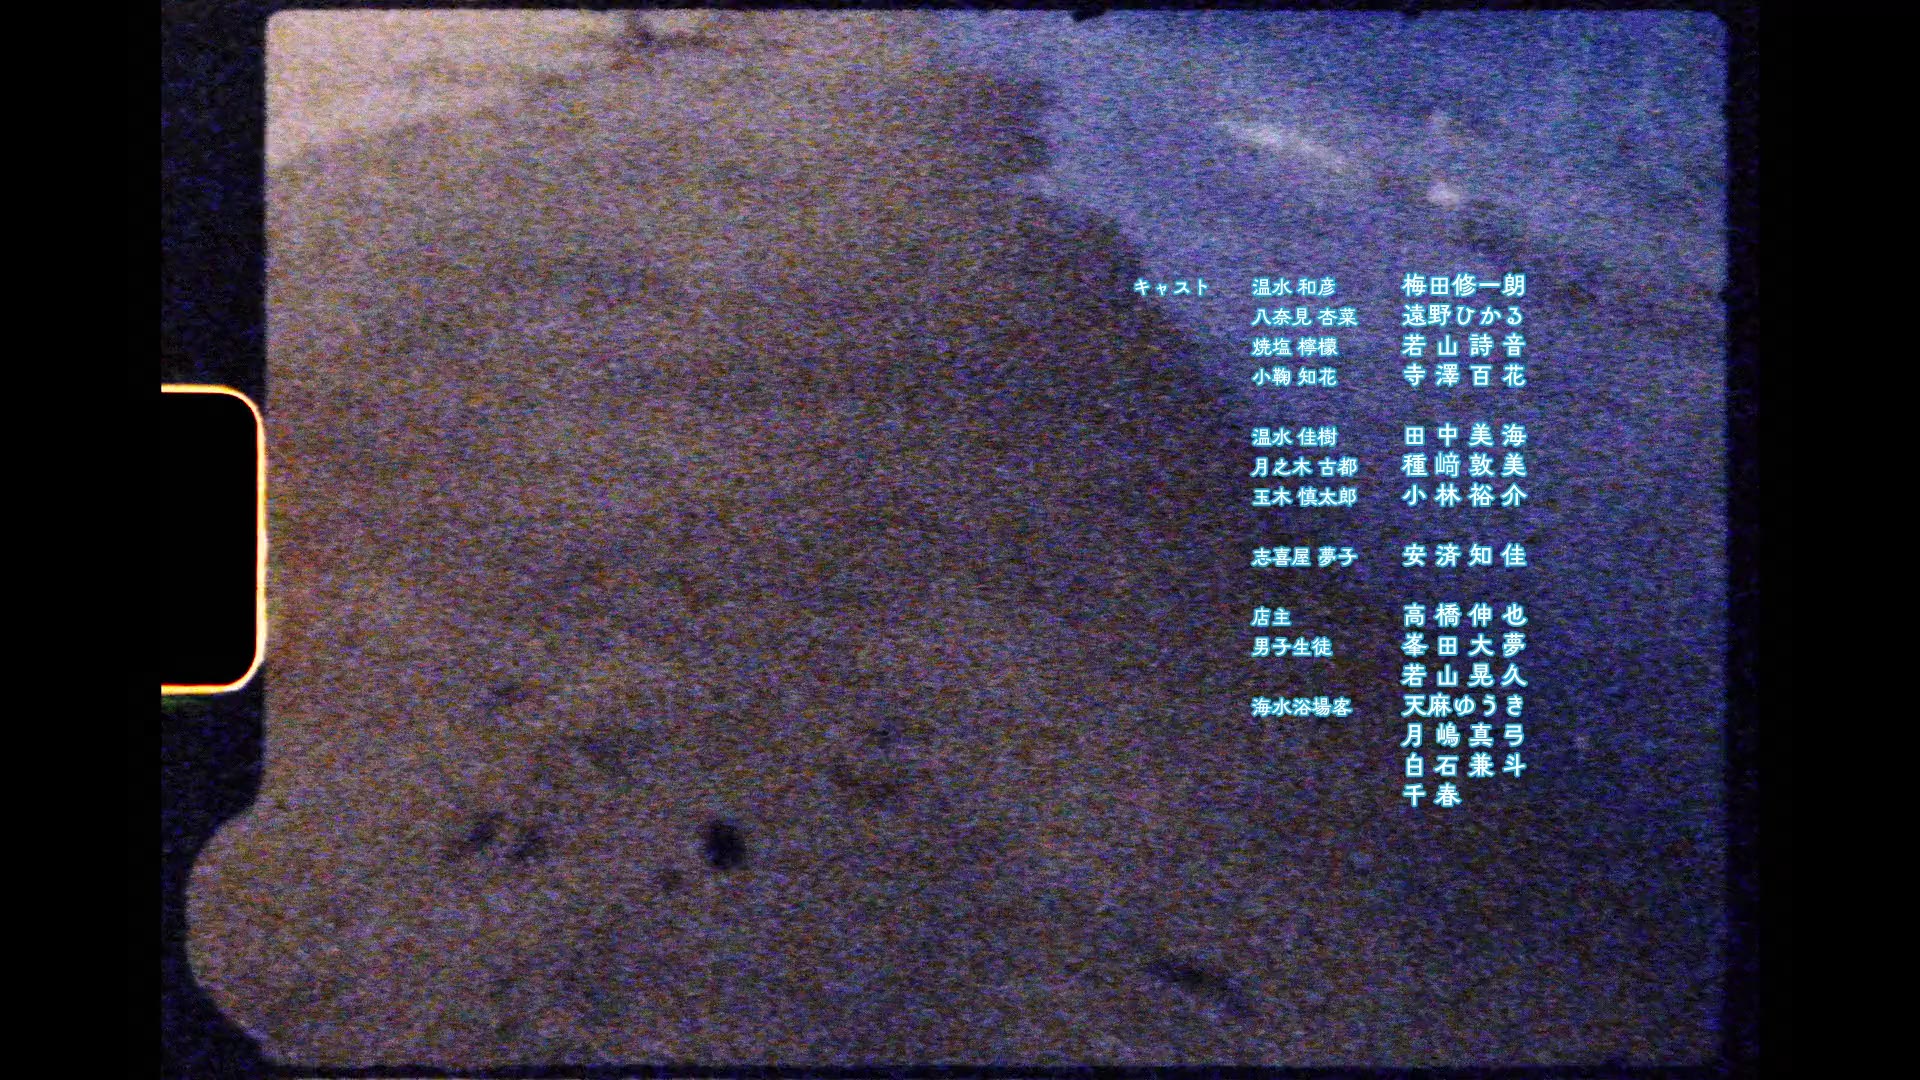 キャスト 温水 和彦 梅田修一朗
八奈見 杏菜 遠野ひかる
焼塩 檸檬 若山詩音
小鞠 知花 寺澤百花
温水 佳樹 田中美海
月之木 古都 種﨑敦美
玉木 慎太郎 小林裕介
志喜屋 夢子 安済知佳
店主 高橋伸也
男子生徒 峯田大夢
若山晃久
海水浴場客 天麻ゆうき
月嶋真弓
白石兼斗
千春